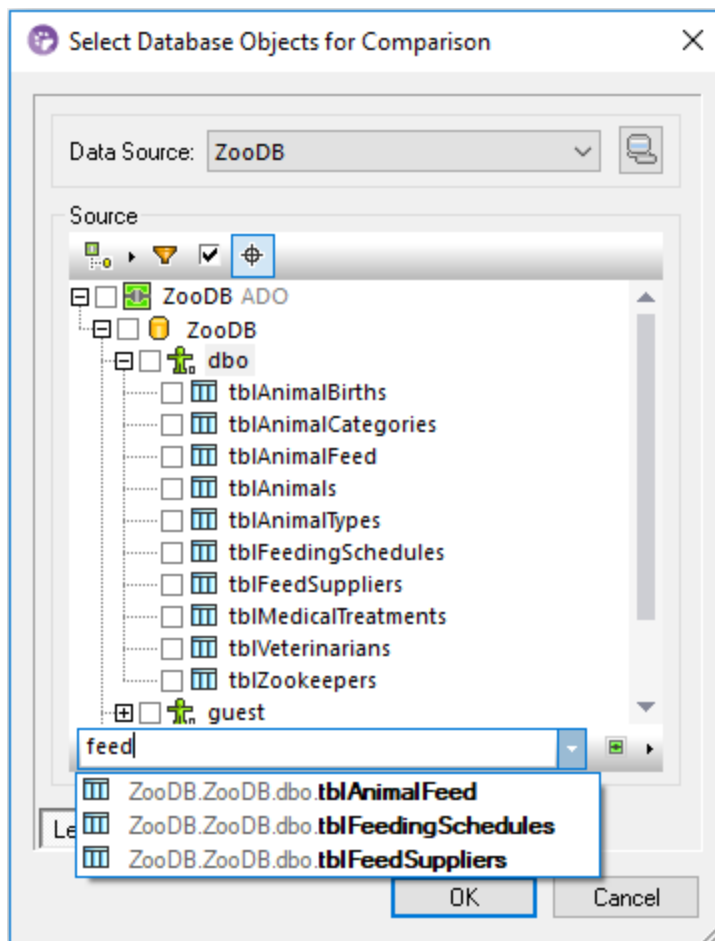 Select Database Objects for Comparison
Data Source: ZooDB
Source
ZooDB ADO
ZooDB
dbo
tblAnimalBirths
tblAnimalCategories
tblAnimalFeed
tblAnimals
tblAnimalTypes
tblFeedingSchedules
tblFeedSuppliers
tblMedicalTreatments
tblVeterinarians
tblZookeepers
guest
feed
ZooDB.ZooDB.dbo.tblAnimalFeed
ZooDB.ZooDB.dbo.tblFeedingSchedules
ZooDB.ZooDB.dbo.tblFeedSuppliers
OK Cancel